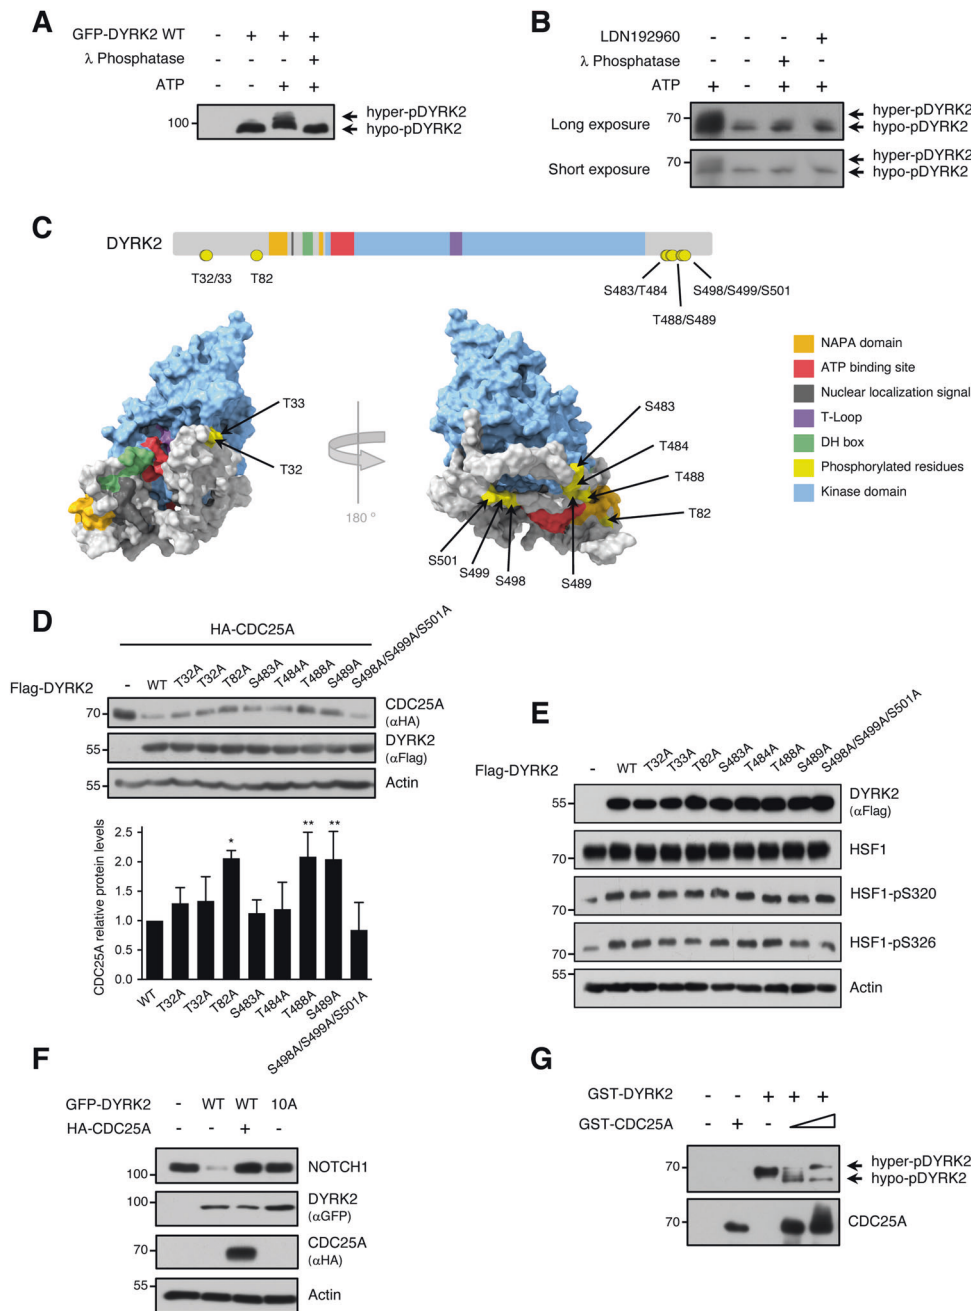 A
GFP-DYRK2 WT - + + +
λ Phosphatase - - - +
ATP - - + +
100
hyper-pDYRK2
hypo-pDYRK2
B
LDN192960 - - - +
λ Phosphatase - - + -
ATP + - + +
Long exposure
70
hyper-pDYRK2
hypo-pDYRK2
Short exposure
70
hyper-pDYRK2
hypo-pDYRK2
C
DYRK2
T32/33
T82
S483/T484
S498/S499/S501
T488/S489
T33
T32
180 º
S483
T484
T488
T82
S501
S499
S498
S489
NAPA domain
ATP binding site
Nuclear localization signal
T-Loop
DH box
Phosphorylated residues
Kinase domain
D
HA-CDC25A
Flag-DYRK2 - WT T32A T32A T82A S483A T484A T488A S489A S498A/S499A/S501A
70
CDC25A
(αHA)
55
DYRK2
(αFlag)
55
Actin
CDC25A relative protein levels
2.5
2.0
1.5
1.0
0.5
0.0
* ** **
WT T32A T32A T82A S483A T484A T488A S489A S498A/S499A/S501A
E
Flag-DYRK2 - WT T32A T33A T82A S483A T484A T488A S489A S498A/S499A/S501A
55
DYRK2
(αFlag)
70
HSF1
70
HSF1-pS320
70
HSF1-pS326
55
Actin
F
GFP-DYRK2 - WT WT 10A
HA-CDC25A - - + -
100
NOTCH1
100
DYRK2
(αGFP)
70
CDC25A
(αHA)
55
Actin
G
GST-DYRK2 - - + + +
GST-CDC25A - + -
70
hyper-pDYRK2
hypo-pDYRK2
70
CDC25A